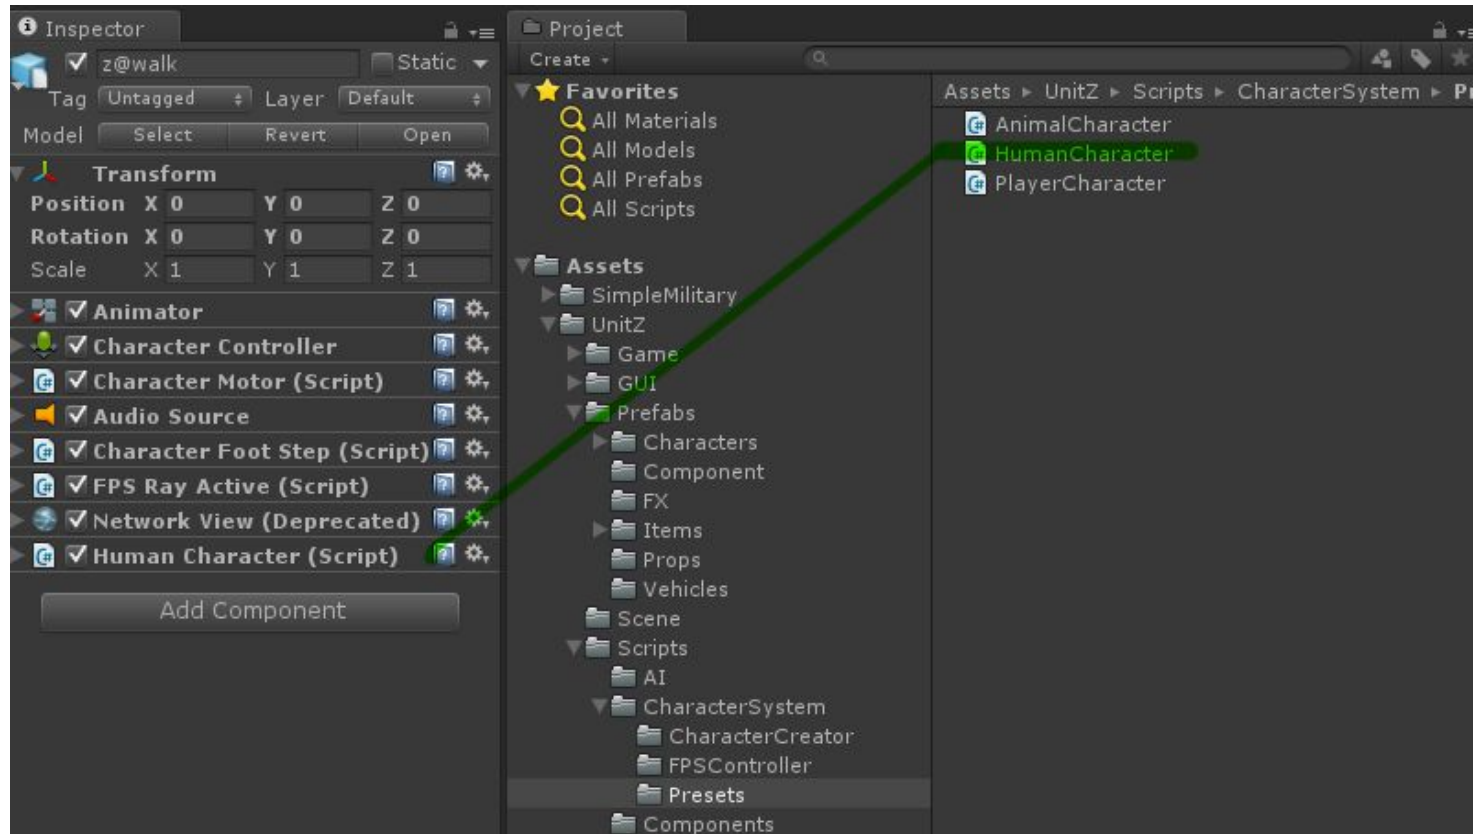 Inspector
z@walk Static
Tag Untagged Layer Default
Model Select Revert Open
Transform
Position X 0 Y 0 Z 0
Rotation X 0 Y 0 Z 0
Scale X 1 Y 1 Z 1
Animator
Character Controller
Character Motor (Script)
Audio Source
Character Foot Step (Script)
FPS Ray Active (Script)
Network View (Deprecated)
Human Character (Script)
Add Component
Project
Create
Favorites
All Materials
All Models
All Prefabs
All Scripts
Assets
SimpleMilitary
UnitZ
Game
GUI
Prefabs
Characters
Component
FX
Items
Props
Vehicles
Scene
Scripts
AI
CharacterSystem
CharacterCreator
FPSController
Presets
Components
Assets UnitZ Scripts CharacterSystem Pr
AnimalCharacter
HumanCharacter
PlayerCharacter